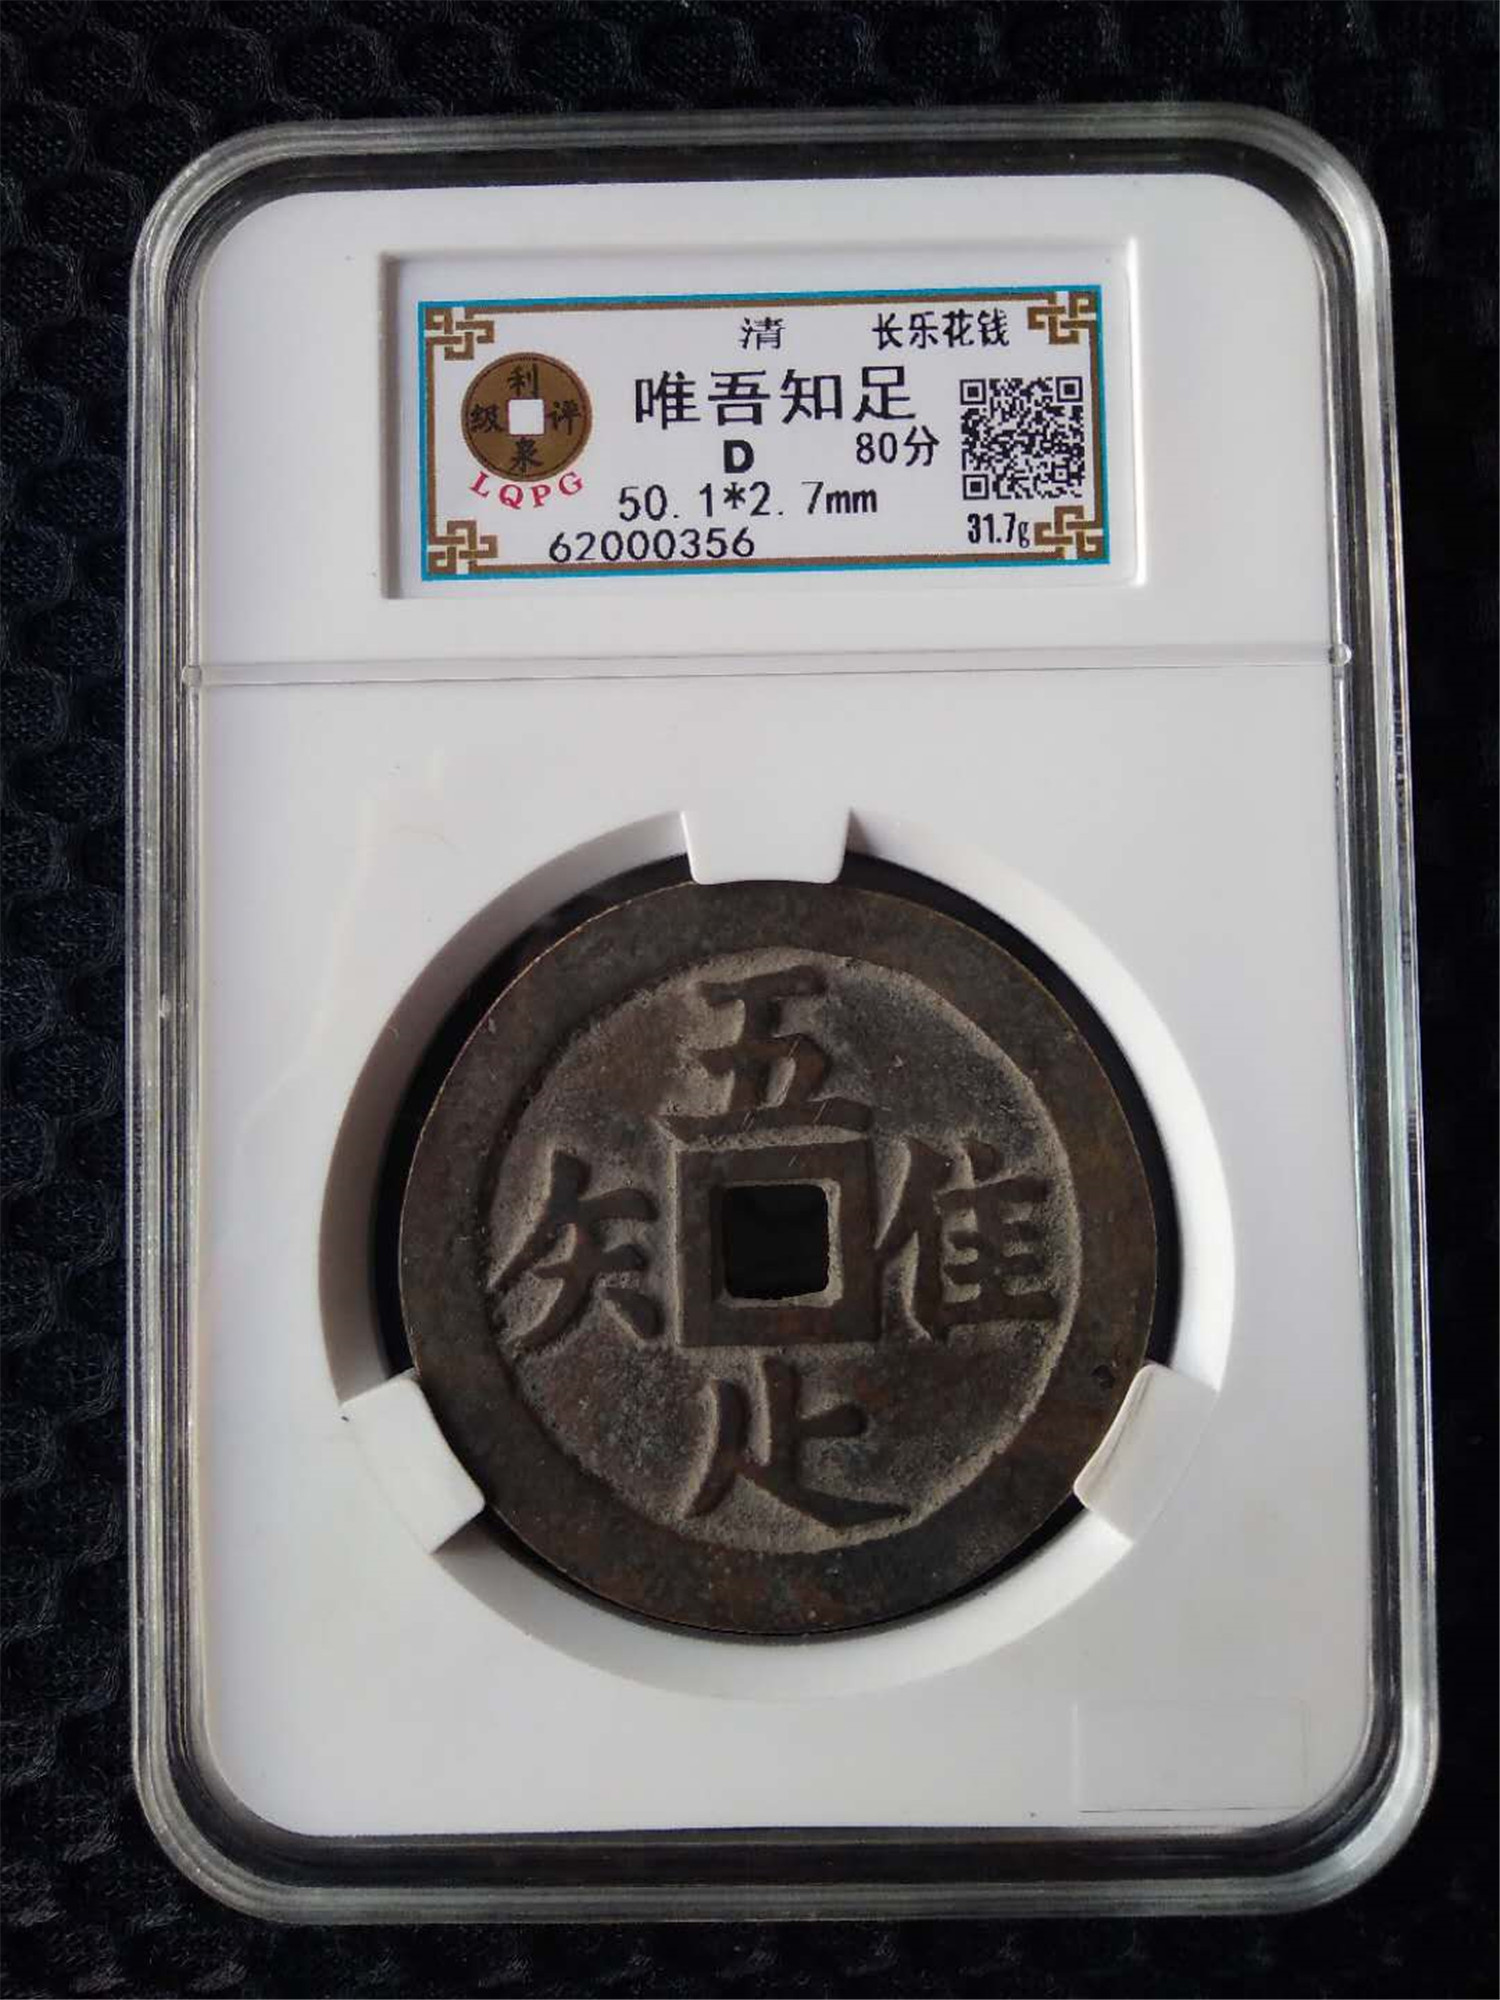 清 长乐花钱
利泉评级
唯吾知足
LQPG
D 80分
50.1*2.7mm
62000356 31.7g
五
矢 隹
止